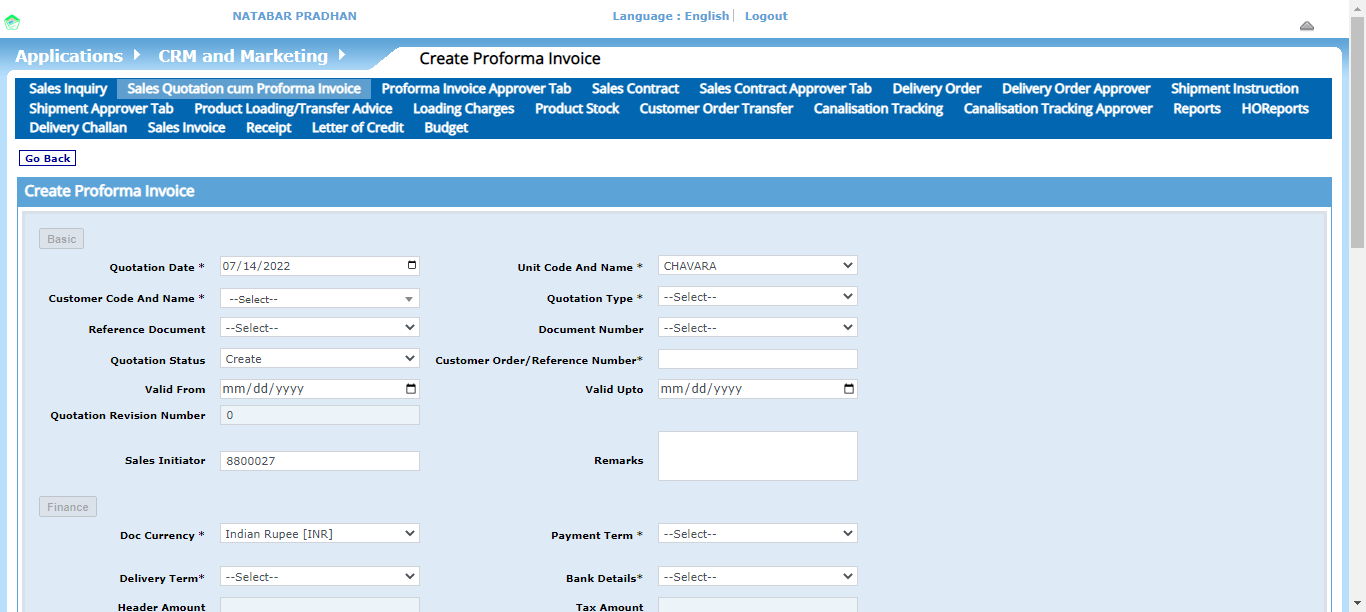 NATABAR PRADHAN Language : English Logout
Applications CRM and Marketing Create Proforma Invoice
Sales Inquiry Sales Quotation cum Proforma Invoice Proforma Invoice Approver Tab Sales Contract Sales Contract Approver Tab Delivery Order Delivery Order Approver Shipment Instruction
Shipment Approver Tab Product Loading/Transfer Advice Loading Charges Product Stock Customer Order Transfer Canalisation Tracking Canalisation Tracking Approver Reports HOReports
Delivery Challan Sales Invoice Receipt Letter of Credit Budget
Go Back
Create Proforma Invoice
Basic
Quotation Date * 07/14/2022 Unit Code And Name * CHAVARA
Customer Code And Name * --Select-- Quotation Type * --Select--
Reference Document --Select-- Document Number --Select--
Quotation Status Create Customer Order/Reference Number*
Valid From mm/dd/yyyy Valid Upto mm/dd/yyyy
Quotation Revision Number 0
Sales Initiator 8800027 Remarks
Finance
Doc Currency * Indian Rupee [INR] Payment Term * --Select--
Delivery Term* --Select-- Bank Details* --Select--
Header Amount Tax Amount